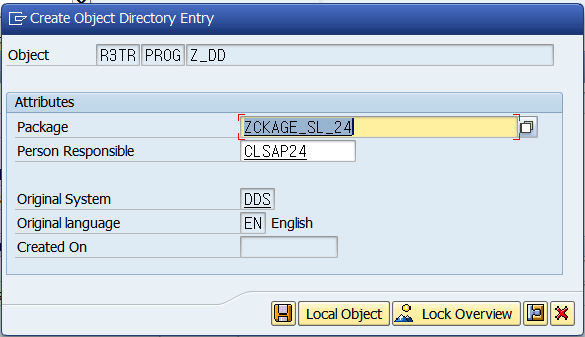 Create Object Directory Entry
Object R3TR PROG Z_DD
Attributes
Package ZCKAGE_SL_24
Person Responsible CLSAP24
Original System DDS
Original language EN English
Created On
Local Object Lock Overview